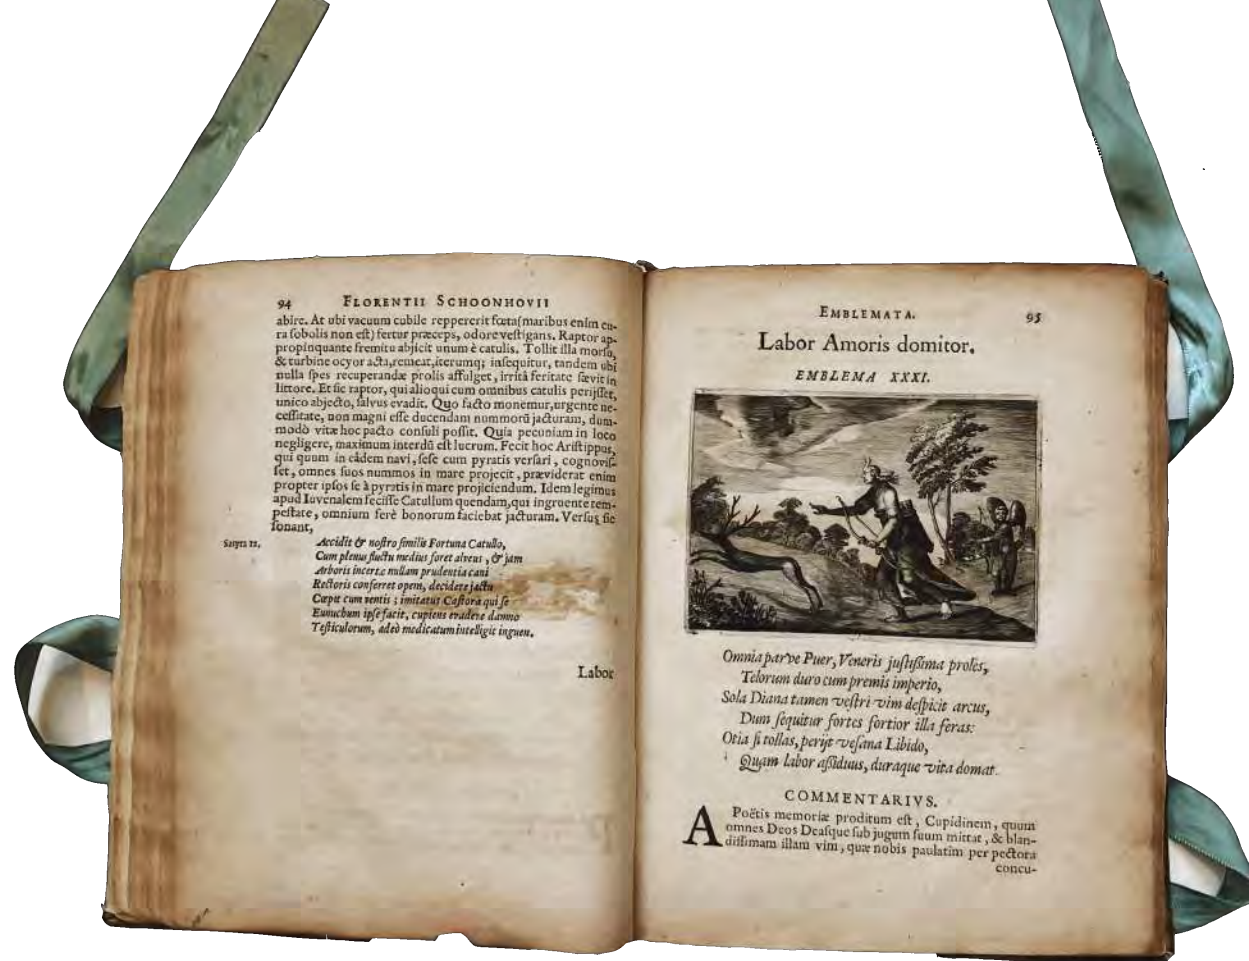 94 FLORENTII SCHOONHOVII
abire. At ubi vacuum cubile reppererit fœta (maribus enim cu-
ra ſobolis non eſt) fertur præceps, odore veſtigans. Raptor ap-
propinquante fremitu abjicit unum è catulis. Tollit illa morſu,
& turbine ocyor acta, remeat, iterumq; inſequitur, tandem ubi
nulla ſpes recuperandæ prolis affulget, irritâ feritate ſævit in
littore. Et ſic raptor, qui alioqui cum omnibus catulis perijſſet,
unico abjecto, ſalvus evadit. Quo facto monemur, urgente ne-
ceſſitate, non magni eſſe ducendam nummorũ jacturam, dum-
modò vitæ hoc pacto conſuli poſſit. Quia pecuniam in loco
negligere, maximum interdũ eſt lucrum. Fecit hoc Ariſtippus,
qui quum in eâdem navi, ſeſe cum pyratis verſari, cognoviſ-
ſet, omnes ſuos nummos in mare projecit, præviderat enim
propter ipſos ſe à pyratis in mare projiciendum. Idem legimus
apud Iuvenalem feciſſe Catullum quendam, qui ingruente tem-
peſtate, omnium ferè bonorum faciebat jacturam. Verſus ſic
ſonant,
Satyra 12.
Accidit & noſtro ſimilis Fortuna Catullo,
Cum plenus fluctu medius foret alveus, & jam
Arboris incertæ nullam prudentia cani
Rectoris conferret opem, decidere jactu
Cœpit cum ventis; imitatus Caſtora qui ſe
Eunuchum ipſe facit, cupiens evadere damno
Teſticulorum, adeò medicatum intelligit inguen.
Labor
EMBLEMATA. 95
Labor Amoris domitor.
EMBLEMA XXXI.
Omnia parve Puer, Veneris juſtiſſima proles,
Telorum duro cum premis imperio,
Sola Diana tamen veſtri vim deſpicit arcus,
Dum ſequitur fortes fortior illa feras:
Otia ſi tollas, perijt veſana Libido,
Quam labor aſſiduus, duraque vita domat.
COMMENTARIVS.
A Poëtis memoriæ proditum eſt, Cupidinem, quum
omnes Deos Deaſque ſub jugum ſuum mittat, & blan-
diſſimam illam vim, quæ nobis paulatim per pectora
concu-